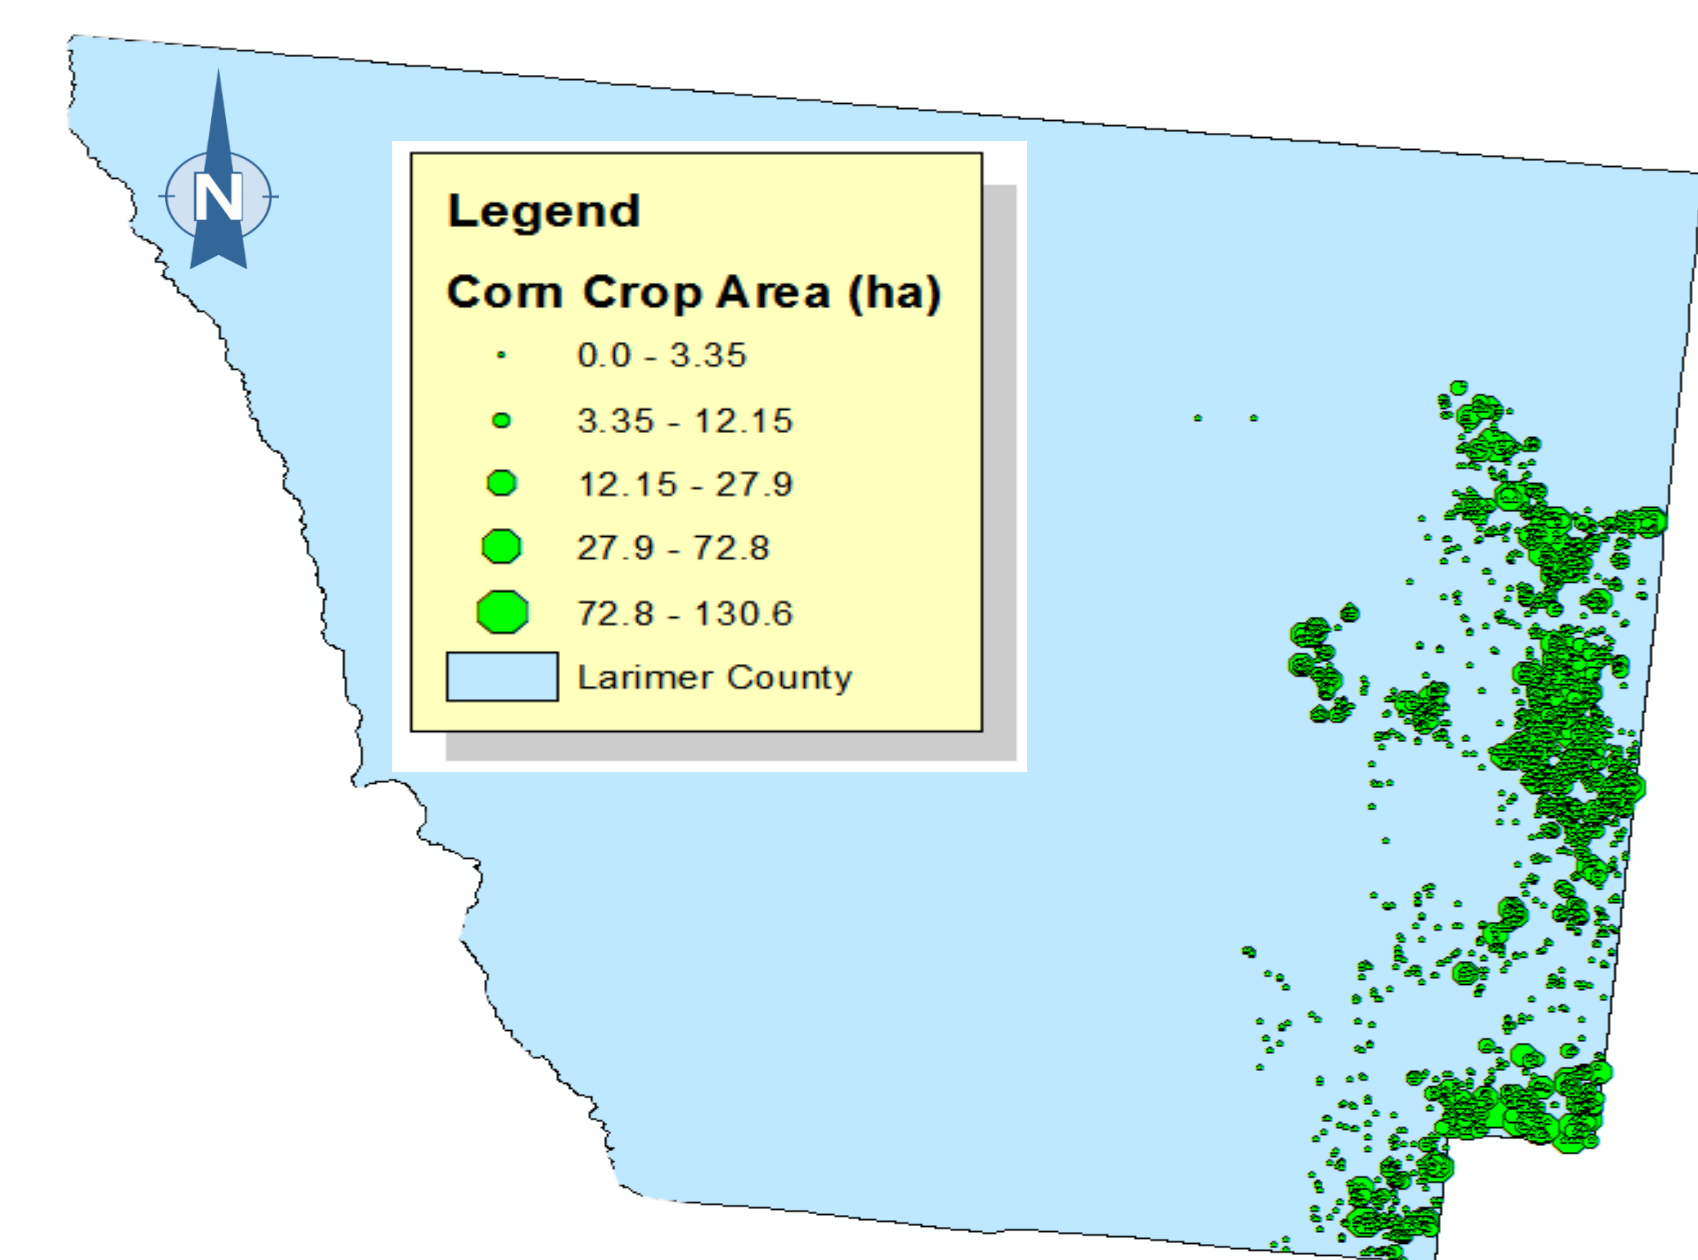 N
Legend
Corn Crop Area (ha)
0.0 - 3.35
3.35 - 12.15
12.15 - 27.9
27.9 - 72.8
72.8 - 130.6
Larimer County